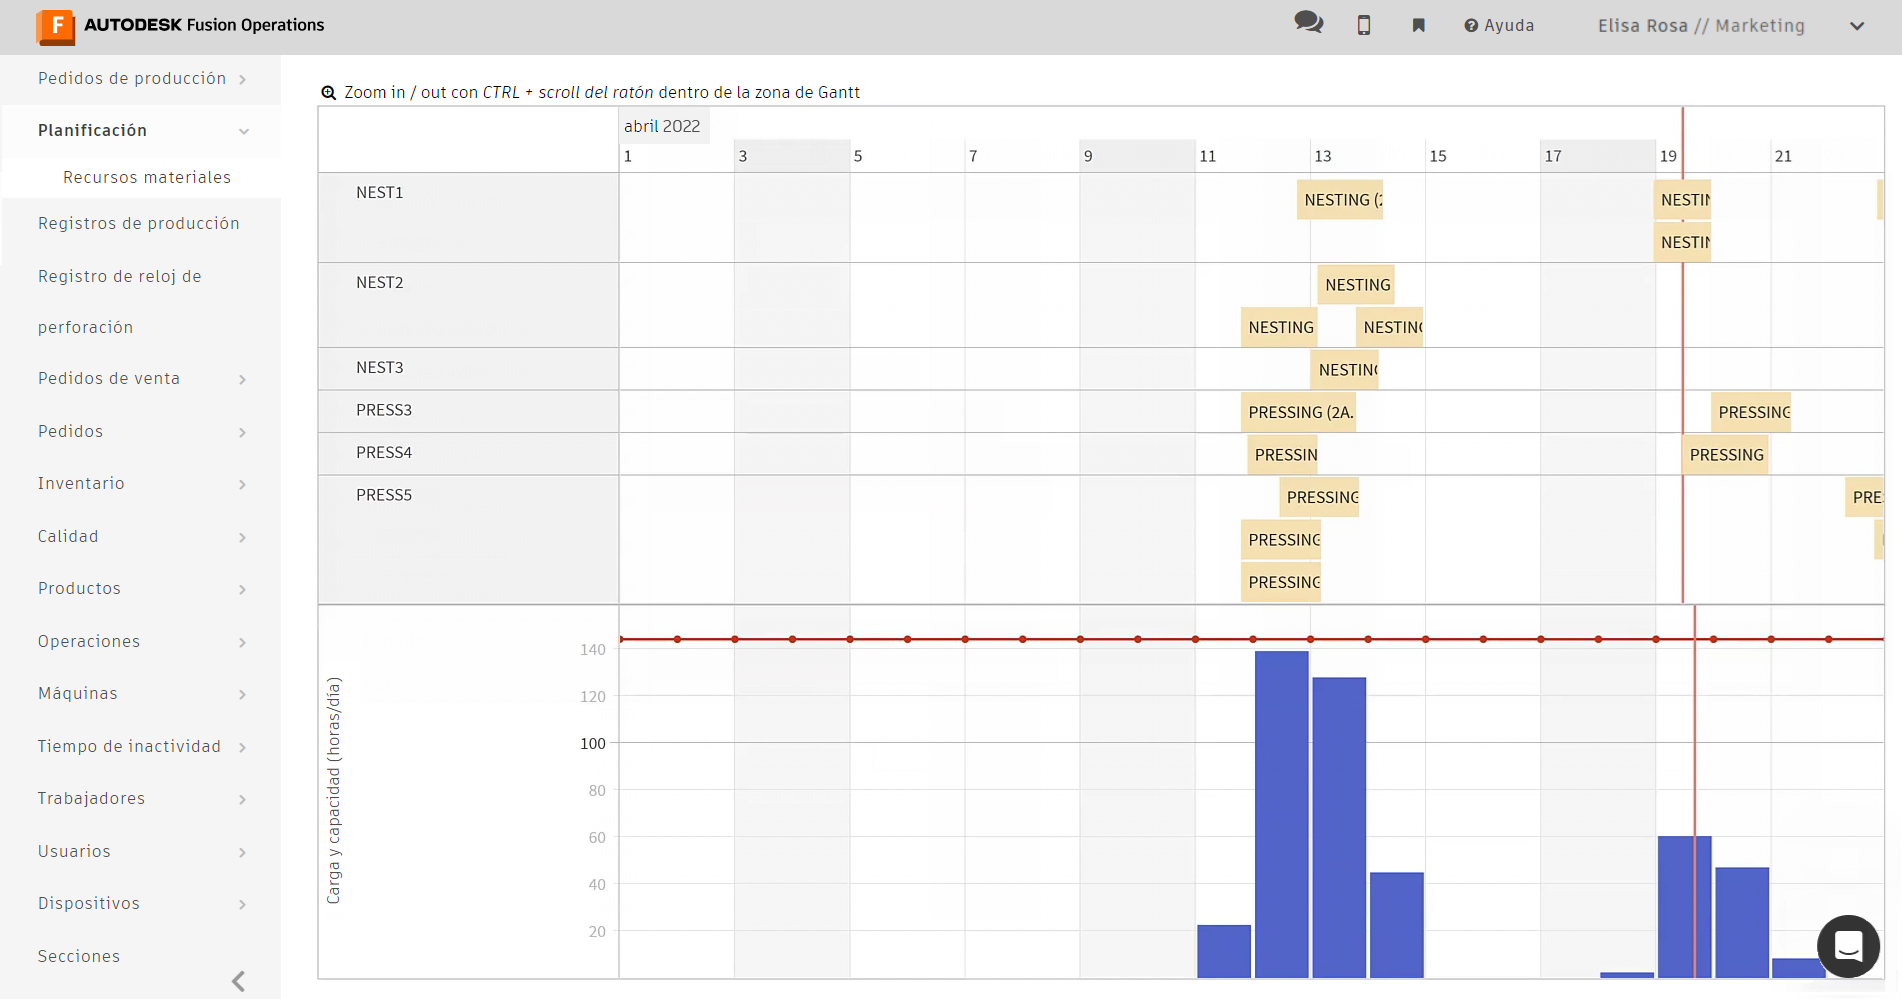 F AUTODESK Fusion Operations
Ayuda
Elisa Rosa // Marketing
Pedidos de producción
Planificación
Recursos materiales
Registros de producción
Registro de reloj de
perforación
Pedidos de venta
Pedidos
Inventario
Calidad
Productos
Operaciones
Máquinas
Tiempo de inactividad
Trabajadores
Usuarios
Dispositivos
Secciones
Zoom in / out con CTRL + scroll del ratón dentro de la zona de Gantt
abril 2022
1 3 5 7 9 11 13 15 17 19 21
NEST1
NESTING (2
NESTIN
NESTIN
NEST2
NESTING
NESTING
NESTING
NEST3
NESTING
PRESS3
PRESSING (2A.
PRESSING
PRESS4
PRESSIN
PRESSING
PRESS5
PRESSING
PRE
PRESSING
PRESSING
Carga y capacidad (horas/día)
140
120
100
80
60
40
20